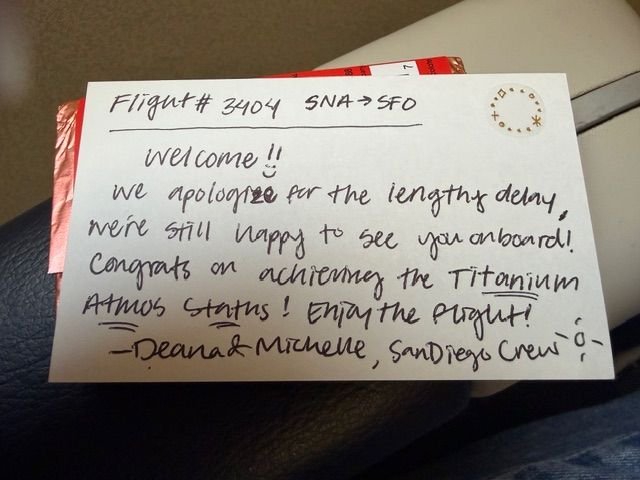 Flight # 3404 SNA → SFO
Welcome!!
We apologize for the lengthy delay,
we're still happy to see you onboard!
Congrats on achieving the Titanium
Atmos Status! Enjoy the flight!
- Deana & Michelle, San Diego Crew